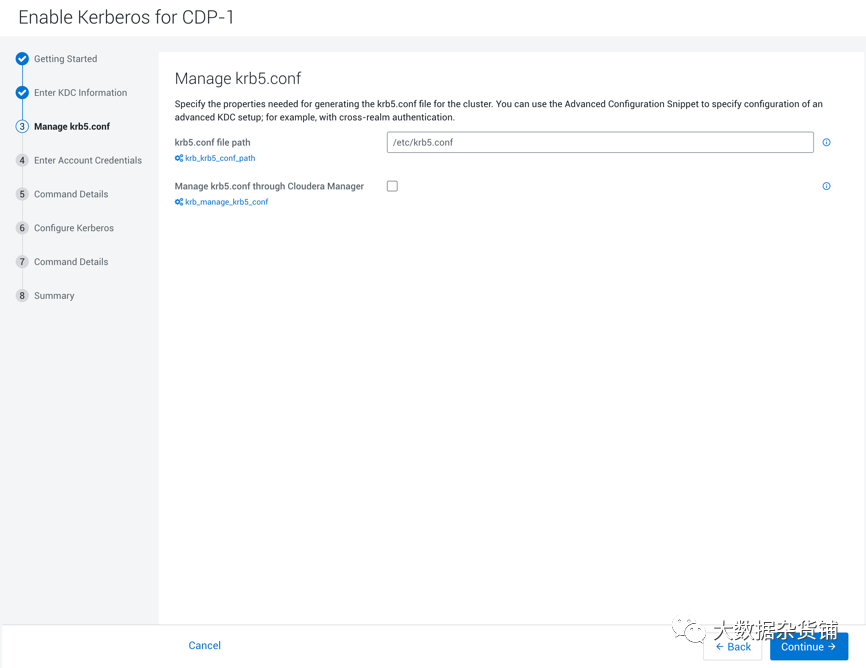 Enable Kerberos for CDP-1
Getting Started
Enter KDC Information
3 Manage krb5.conf
4 Enter Account Credentials
5 Command Details
6 Configure Kerberos
7 Command Details
8 Summary
Manage krb5.conf
Specify the properties needed for generating the krb5.conf file for the cluster. You can use the Advanced Configuration Snippet to specify configuration of an
advanced KDC setup; for example, with cross-realm authentication.
krb5.conf file path
/etc/krb5.conf
krb_krb5_conf_path
Manage krb5.conf through Cloudera Manager
krb_manage_krb5_conf
大数据杂货铺
Cancel
← Back
Continue →